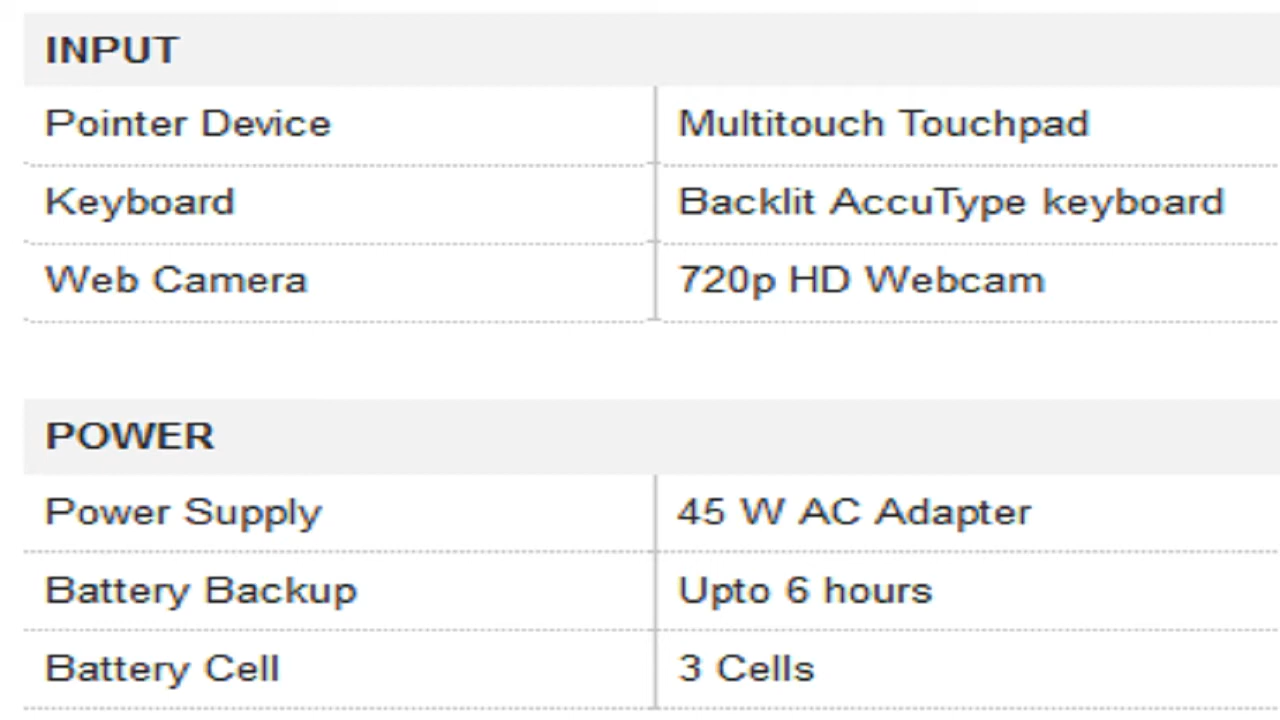 INPUT
Pointer Device Multitouch Touchpad
Keyboard Backlit AccuType keyboard
Web Camera 720p HD Webcam
POWER
Power Supply 45 W AC Adapter
Battery Backup Upto 6 hours
Battery Cell 3 Cells